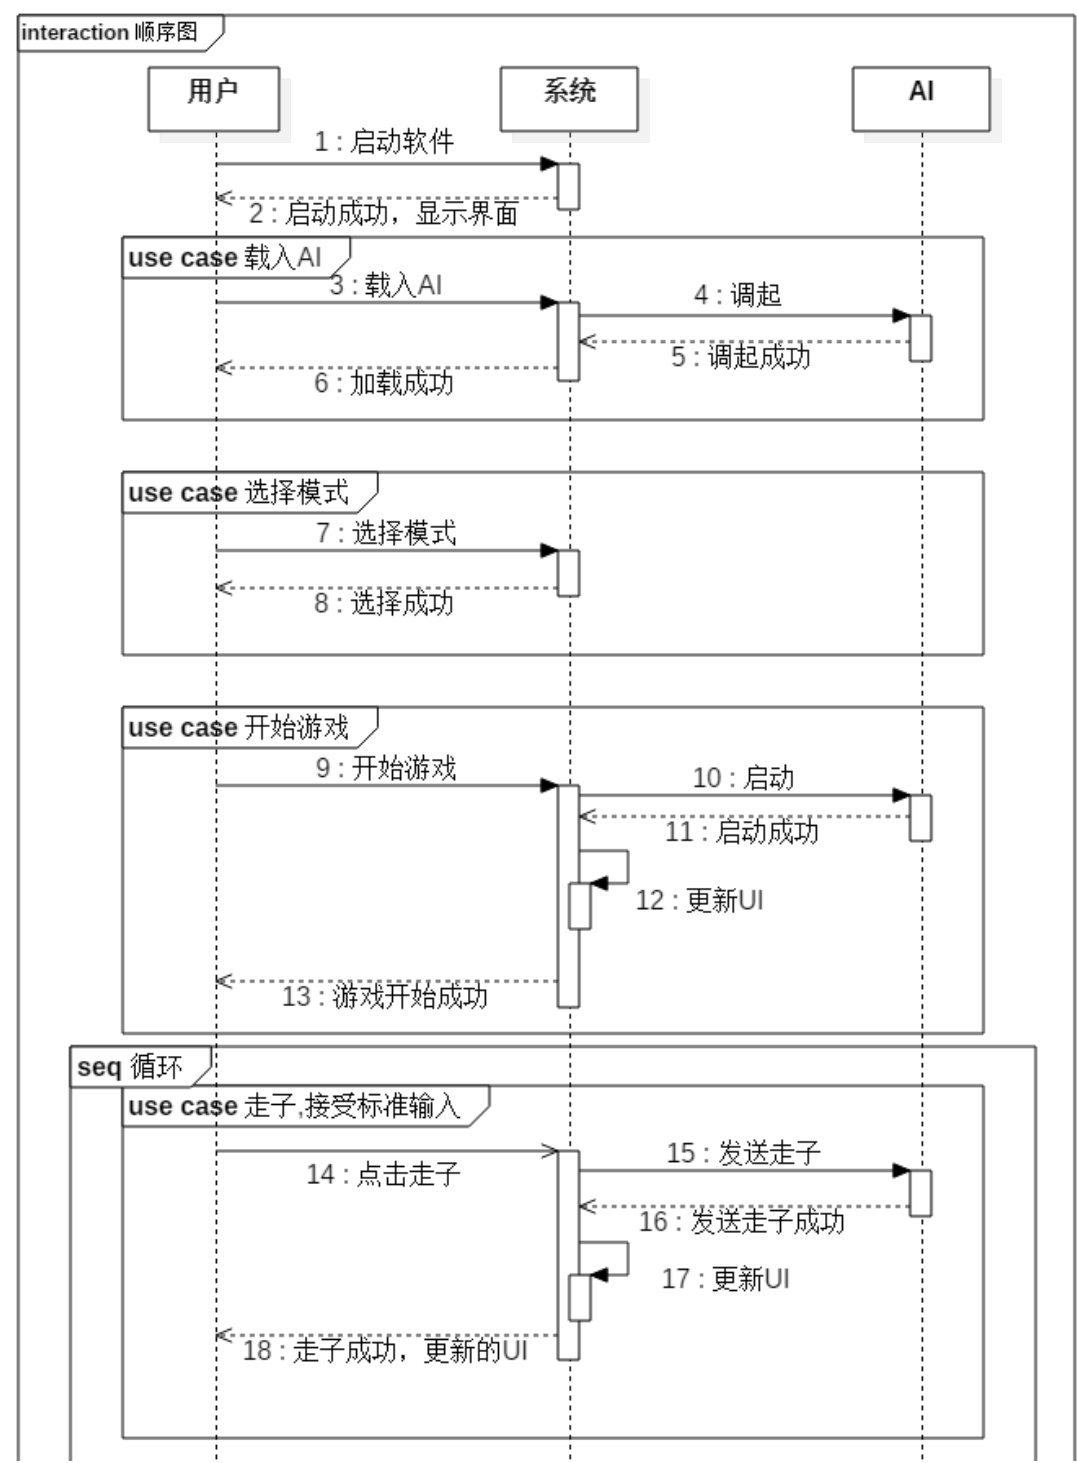 interaction 顺序图
用户
系统
AI
1 : 启动软件
2 : 启动成功，显示界面
use case 载入AI
3 : 载入AI
4 : 调起
5 : 调起成功
6 : 加载成功
use case 选择模式
7 : 选择模式
8 : 选择成功
use case 开始游戏
9 : 开始游戏
10 : 启动
11 : 启动成功
12 : 更新UI
13 : 游戏开始成功
seq 循环
use case 走子,接受标准输入
14 : 点击走子
15 : 发送走子
16 : 发送走子成功
17 : 更新UI
18 : 走子成功，更新的UI